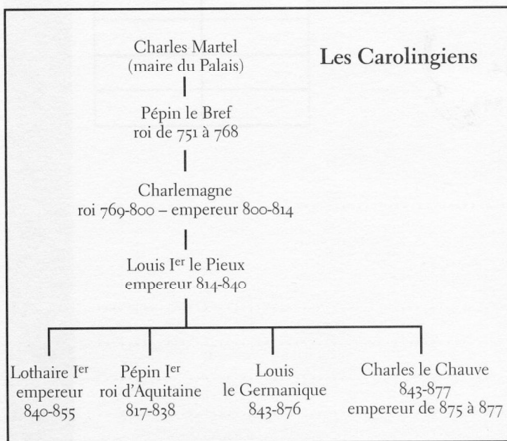 Les Carolingiens
Charles Martel
(maire du Palais)
Pépin le Bref
roi de 751 à 768
Charlemagne
roi 769-800 – empereur 800-814
Louis Ier le Pieux
empereur 814-840
Lothaire Ier
empereur
840-855
Pépin Ier
roi d'Aquitaine
817-838
Louis
le Germanique
843-876
Charles le Chauve
843-877
empereur de 875 à 877